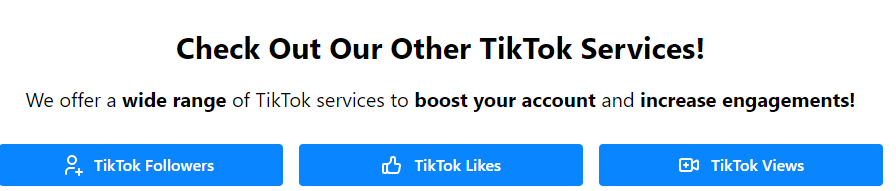 Check Out Our Other TikTok Services!
We offer a wide range of TikTok services to boost your account and increase engagements!
TikTok Followers
TikTok Likes
TikTok Views